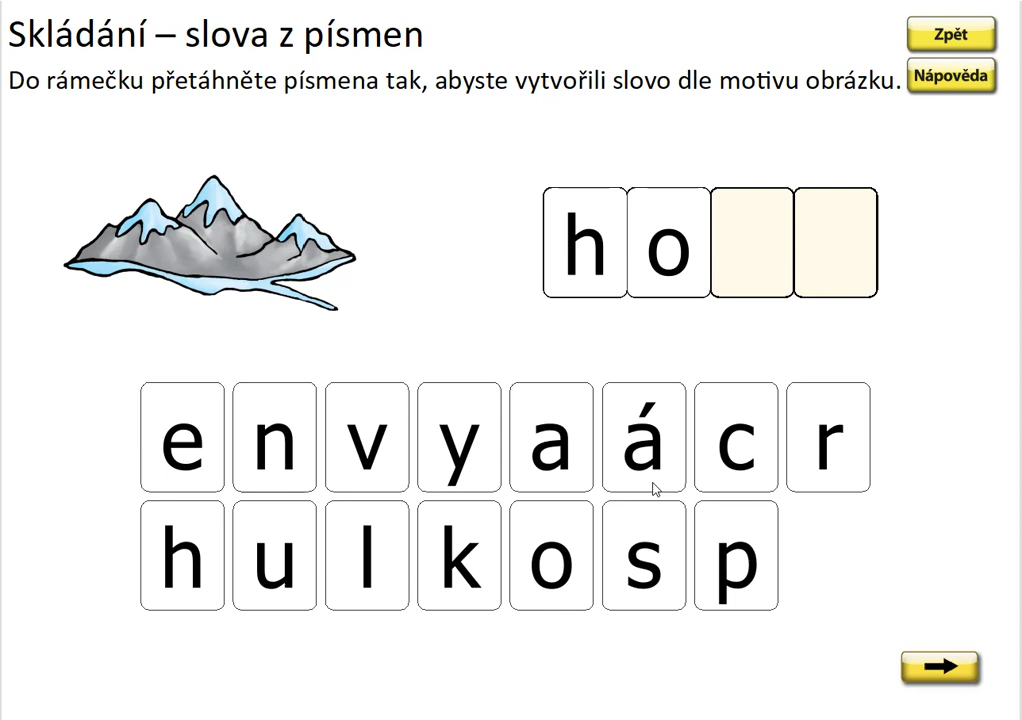 Skládání – slova z písmen
Zpět
Do rámečku přetáhněte písmena tak, abyste vytvořili slovo dle motivu obrázku.
Nápověda
h o
e n v y a á c r
h u l k o s p